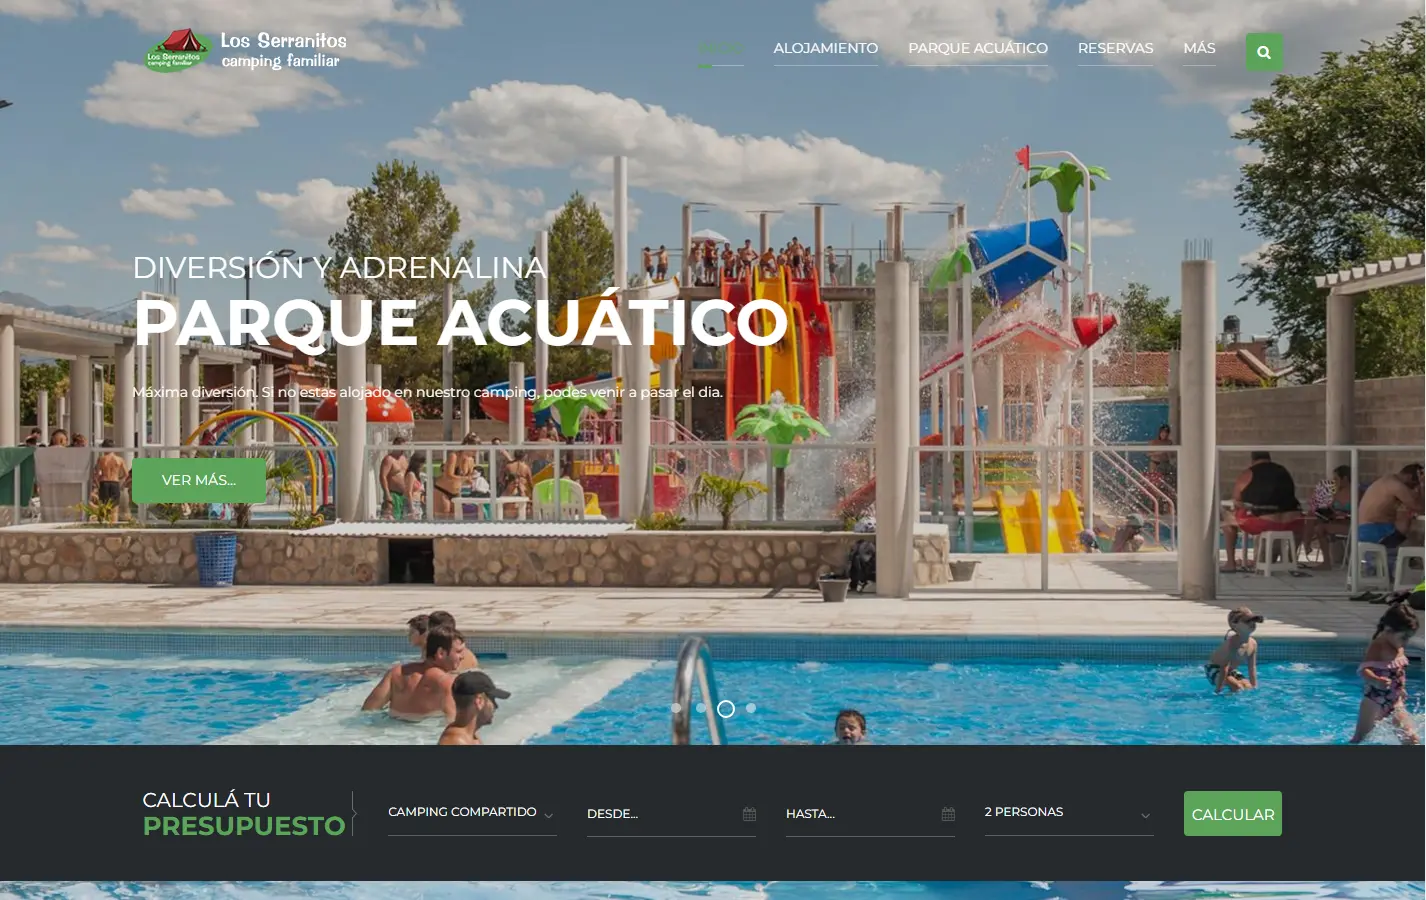 Los Serranitos
camping familiar
Los Serranitos
camping familiar
ALOJAMIENTO
PARQUE ACUÁTICO
RESERVAS
MÁS
DIVERSIÓN Y ADRENALINA
PARQUE ACUÁTICO
Máxima diversión. Si no estas alojado en nuestro camping, podes venir a pasar el dia.
VER MÁS...
CALCULÁ TU
PRESUPUESTO
CAMPING COMPARTIDO
DESDE...
HASTA...
2 PERSONAS
CALCULAR